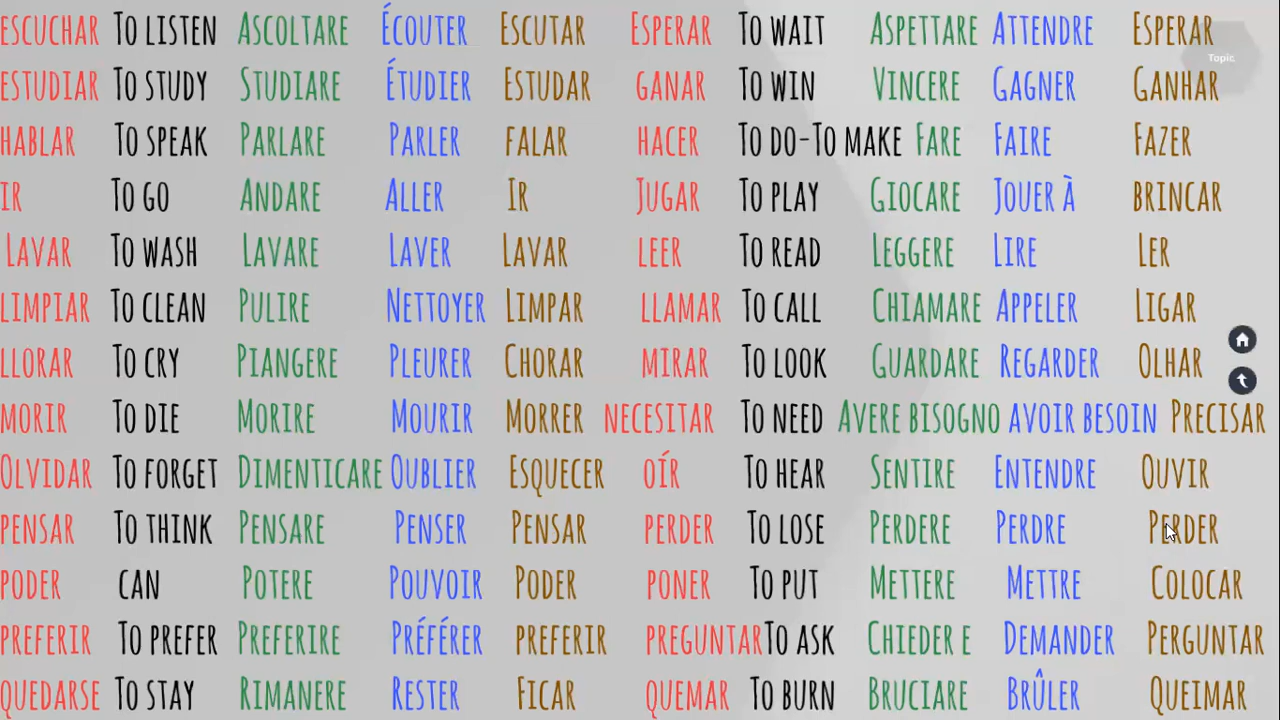 ESCUCHAR TO LISTEN ASCOLTARE ÉCOUTER ESCUTAR ESPERAR TO WAIT ASPETTARE ATTENDRE ESPERAR
Topic
ESTUDIAR TO STUDY STUDIARE ÉTUDIER ESTUDAR GANAR TO WIN VINCERE GAGNER GANHAR
HABLAR TO SPEAK PARLARE PARLER FALAR HACER TO DO-TO MAKE FARE FAIRE FAZER
IR TO GO ANDARE ALLER IR JUGAR TO PLAY GIOCARE JOUER À BRINCAR
LAVAR TO WASH LAVARE LAVER LAVAR LEER TO READ LEGGERE LIRE LER
LIMPIAR TO CLEAN PULIRE NETTOYER LIMPAR LLAMAR TO CALL CHIAMARE APPELER LIGAR
LLORAR TO CRY PIANGERE PLEURER CHORAR MIRAR TO LOOK GUARDARE REGARDER OLHAR
MORIR TO DIE MORIRE MOURIR MORRER NECESITAR TO NEED AVERE BISOGNO AVOIR BESOIN PRECISAR
OLVIDAR TO FORGET DIMENTICARE OUBLIER ESQUECER OÍR TO HEAR SENTIRE ENTENDRE OUVIR
PENSAR TO THINK PENSARE PENSER PENSAR PERDER TO LOSE PERDERE PERDRE PERDER
PODER CAN POTERE POUVOIR PODER PONER TO PUT METTERE METTRE COLOCAR
PREFERIR TO PREFER PREFERIRE PRÉFÉRER PREFERIR PREGUNTAR TO ASK CHIEDER E DEMANDER PERGUNTAR
QUEDARSE TO STAY RIMANERE RESTER FICAR QUEMAR TO BURN BRUCIARE BRÛLER QUEIMAR